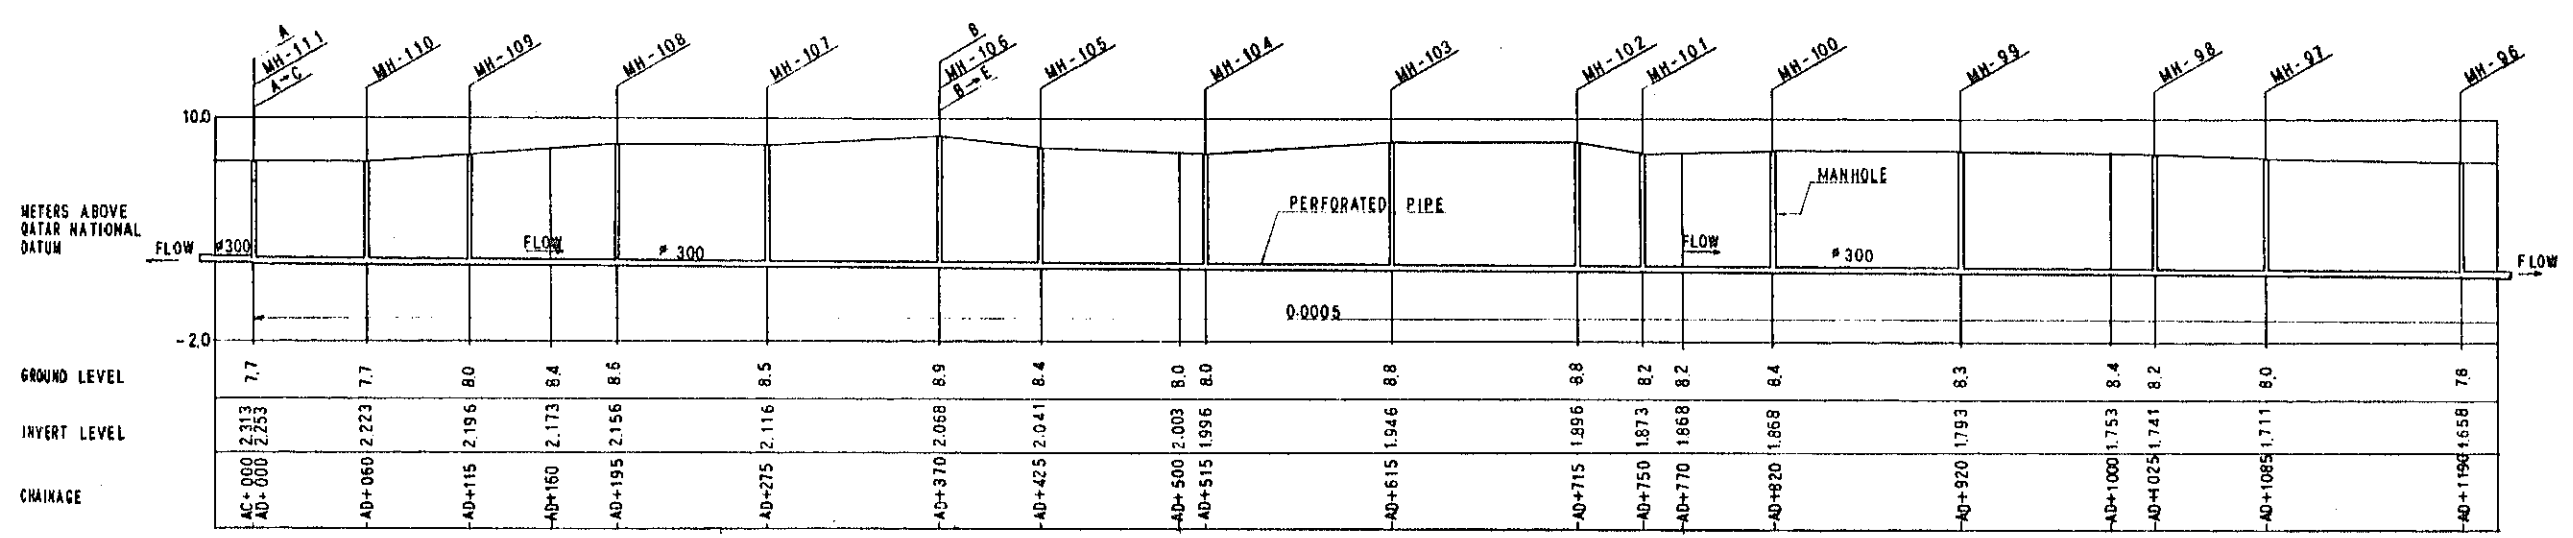 A
MH-111
A→C
MH-110
MH-109
MH-108
MH-107
B
MH-106
B→E
MH-105
MH-104
MH-103
MH-102
MH-101
MH-100
MH-99
MH-98
MH-97
MH-96
10.0
METERS ABOVE
QATAR NATIONAL
DATUM
FLOW
ø300
FLOW
ø 300
PERFORATED PIPE
FLOW
MANHOLE
ø 300
FLOW
0.0005
-2.0
GROUND LEVEL 7.7 7.7 8.0 8.4 8.6 8.5 8.9 8.4 8.0 8.0 8.8 8.8 8.2 8.2 8.4 8.3 8.4 8.2 8.0 7.8
INVERT LEVEL 2.313 2.253 2.223 2.196 2.173 2.156 2.116 2.068 2.041 2.003 1.996 1.946 1.896 1.873 1.868 1.868 1.793 1.753 1.741 1.711 1.658
CHAINAGE AC+000 AD+000 AD+060 AD+115 AD+160 AD+195 AD+275 AD+370 AD+425 AD+500 AD+515 AD+615 AD+715 AD+750 AD+770 AD+820 AD+920 AD+1000 AD+1025 AD+1085 AD+1190